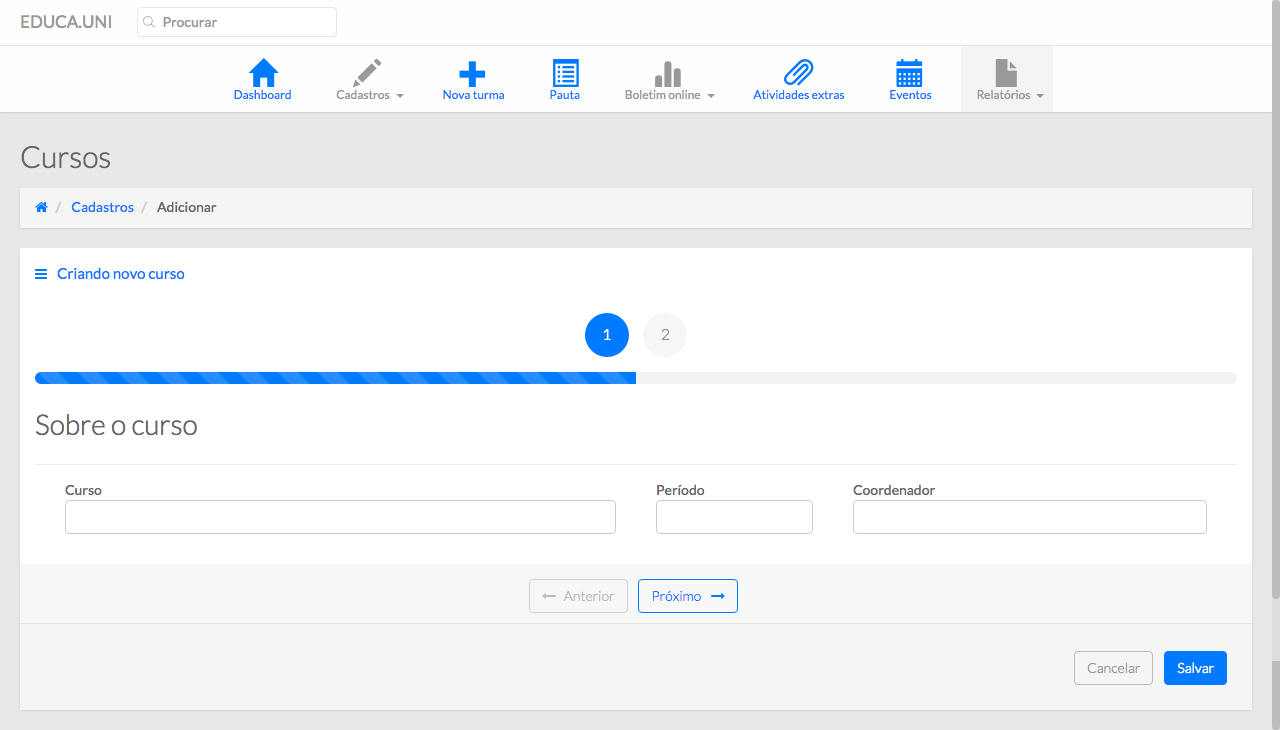 EDUCA.UNI Procurar
Dashboard Cadastros Nova turma Pauta Boletim online Atividades extras Eventos Relatórios
Cursos
/ Cadastros / Adicionar
Criando novo curso
1 2
Sobre o curso
Curso Período Coordenador
Anterior Próximo
Cancelar Salvar